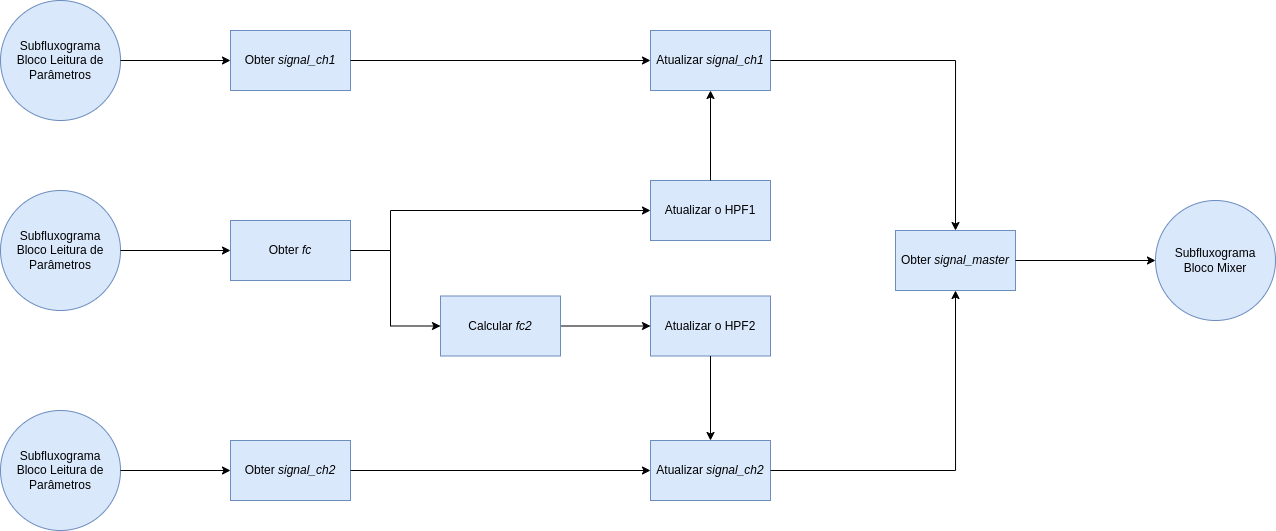 Subfluxograma
Bloco Leitura de
Parâmetros
Obter signal_ch1
Atualizar signal_ch1
Subfluxograma
Bloco Leitura de
Parâmetros
Obter fc
Atualizar o HPF1
Calcular fc2
Atualizar o HPF2
Obter signal_master
Subfluxograma
Bloco Mixer
Subfluxograma
Bloco Leitura de
Parâmetros
Obter signal_ch2
Atualizar signal_ch2